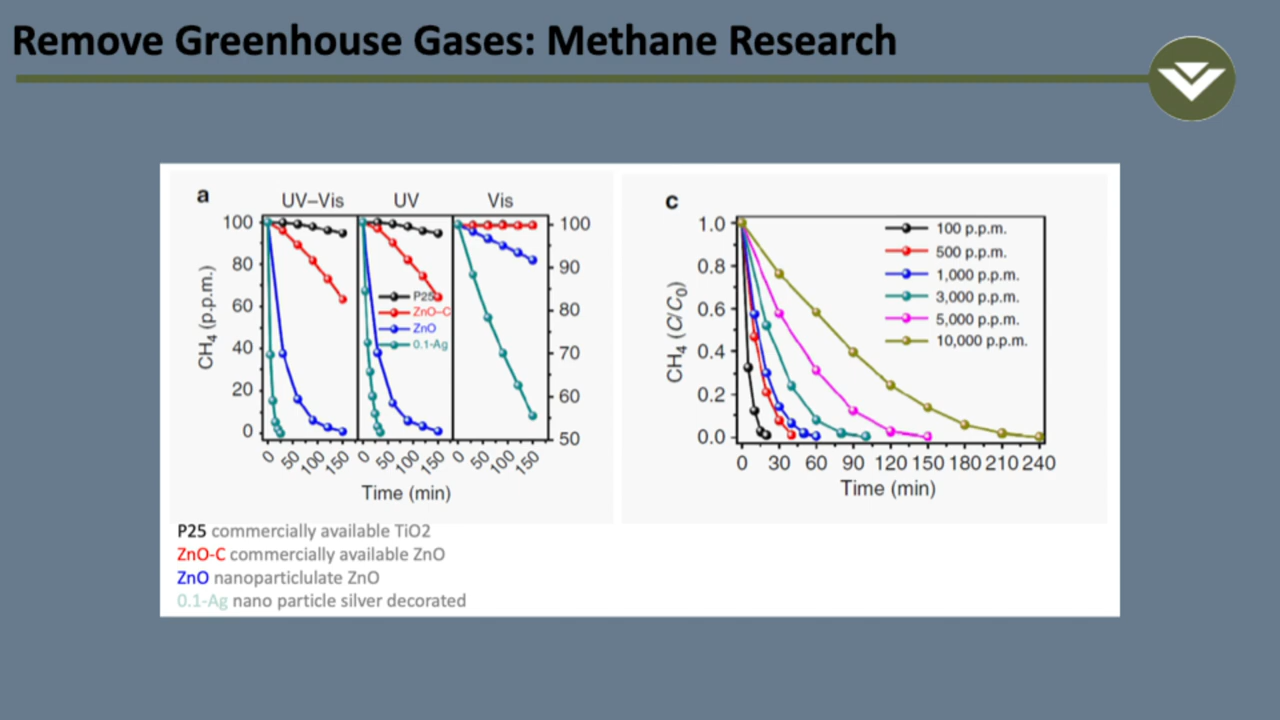 Remove Greenhouse Gases: Methane Research
a
UV–Vis UV Vis
100
80
60
40
20
0
CH4 (p.p.m.)
P25
ZnO–C
ZnO
0.1-Ag
100
90
80
70
60
50
0 50 100 150 0 50 100 150 0 50 100 150
Time (min)
c
1.0
0.8
0.6
0.4
0.2
0.0
CH4 (C/C0)
100 p.p.m.
500 p.p.m.
1,000 p.p.m.
3,000 p.p.m.
5,000 p.p.m.
10,000 p.p.m.
0 30 60 90 120 150 180 210 240
Time (min)
P25 commercially available TiO2
ZnO-C commercially available ZnO
ZnO nanoparticlulate ZnO
0.1-Ag nano particle silver decorated